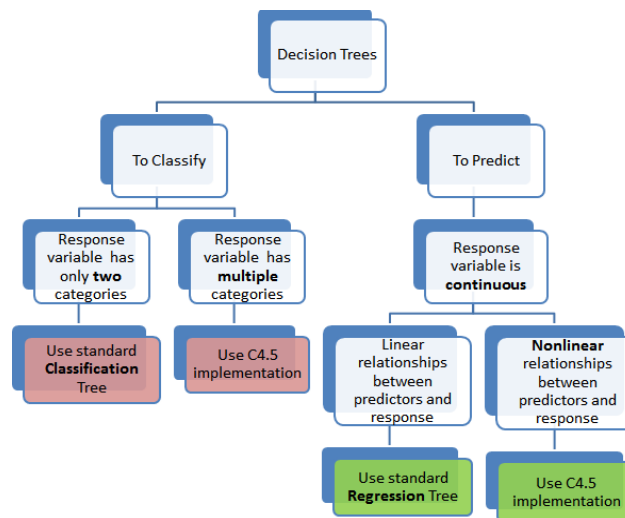 Decision Trees
To Classify
To Predict
Response
variable has
only two
categories
Response
variable has
multiple
categories
Response
variable is
continuous
Use standard
Classification
Tree
Use C4.5
implementation
Linear
relationships
between
predictors and
response
Nonlinear
relationships
between
predictors and
response
Use standard
Regression Tree
Use C4.5
implementation